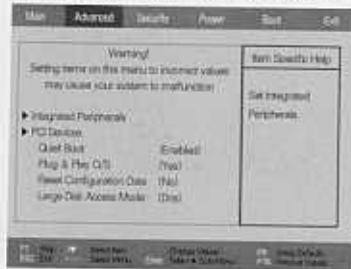 Main Advanced Security Power Boot Exit
Warning!
Setting items on this menu to incorrect values
may cause your system to malfunction
▶ Integrated Peripherals
▶ PCI Devices
Quiet Boot [Enabled]
Plug & Play O/S [Yes]
Reset Configuration Data [No]
Large Disk Access Mode [Dos]
Item Specific Help
Set Integrated
Peripherals
F1 Help Select Item Change Values Setup Defaults
Select Menu Enter Select ▶ Sub-Menu